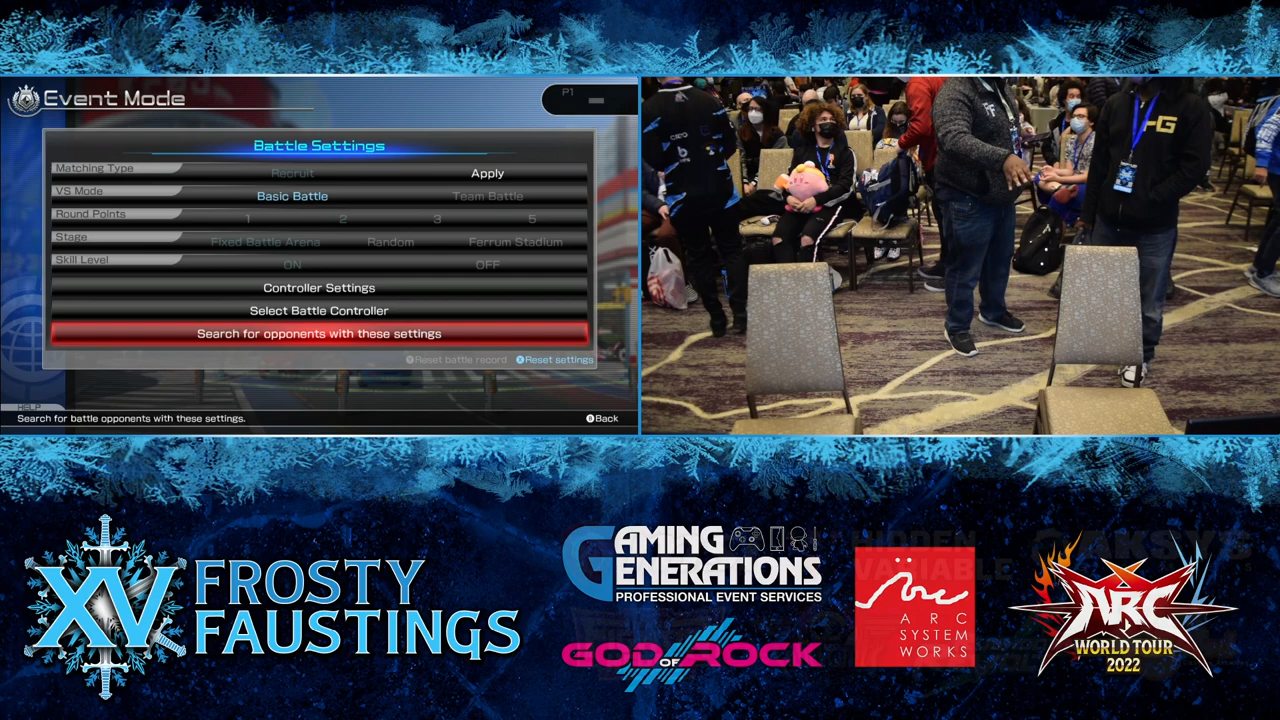 Event Mode
P1
Battle Settings
Matching Type
Recruit
Apply
VS Mode
Basic Battle
Team Battle
Round Points
1
2
3
5
Stage
Fixed Battle Arena
Random
Ferrum Stadium
Skill Level
ON
OFF
Controller Settings
Select Battle Controller
Search for opponents with these settings
Reset battle record
Reset settings
HELP
Search for battle opponents with these settings.
Back
XV
FROSTY
FAUSTINGS
GAMING
GENERATIONS
PROFESSIONAL EVENT SERVICES
GOD OF ROCK
ARC
SYSTEM
WORKS
HIDDEN
VARIABLE
ARC
WORLD TOUR
2022